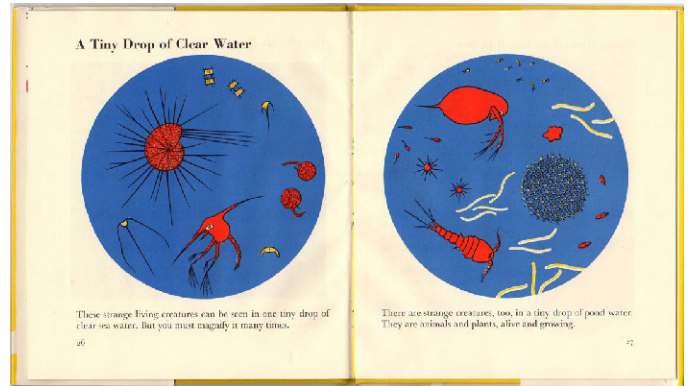 A Tiny Drop of Clear Water
These strange living creatures can be seen in one tiny drop of
clear sea water. But you must magnify it many times.
26
There are strange creatures, too, in a tiny drop of pond water.
They are animals and plants, alive and growing.
27